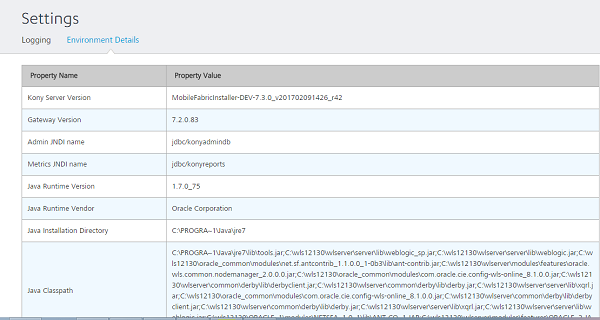 Settings
Logging Environment Details
Property Name Property Value
Kony Server Version MobileFabricInstaller-DEV-7.3.0_v201702091426_r42
Gateway Version 7.2.0.83
Admin JNDI name jdbc/konyadmindb
Metrics JNDI name jdbc/konyreports
Java Runtime Version 1.7.0_75
Java Runtime Vendor Oracle Corporation
Java Installation Directory C:\PROGRA~1\Java\jre7
C:\PROGRA~1\Java\jre7\lib\tools.jar;C:\wls12130\wlserver\server\lib\weblogic_sp.jar;C:\wls12130\wlserver\server\lib\weblogic.jar;C:\
wls12130\oracle_common\modules\net.sf.antcontrib_1.1.0.0_1-0b3\lib\ant-contrib.jar;C:\wls12130\wlserver\modules\features\oracle.
wls.common.nodemanager_2.0.0.0.jar;C:\wls12130\oracle_common\modules\com.oracle.cie.config-wls-online_8.1.0.0.jar;C:\wls121
30\wlserver\common\derby\lib\derbyclient.jar;C:\wls12130\wlserver\common\derby\lib\derby.jar;C:\wls12130\wlserver\server\lib\xqrl.j
Java Classpath ar;C:\wls12130\oracle_common\modules\com.oracle.cie.config-wls-online_8.1.0.0.jar;C:\wls12130\wlserver\common\derby\lib\derby
client.jar;C:\wls12130\wlserver\common\derby\lib\derby.jar;C:\wls12130\wlserver\server\lib\xqrl.jar;C:\wls12130\wlserver\server\lib\w